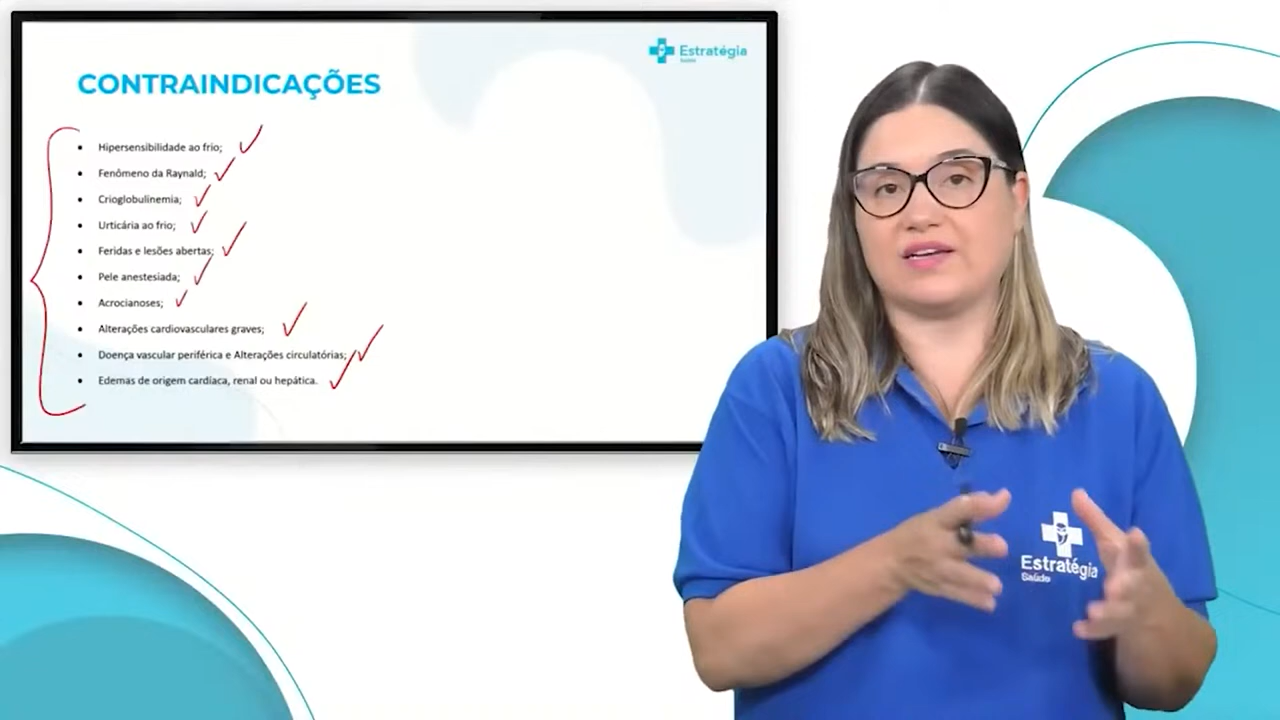 Estratégia
Saúde
CONTRAINDICAÇÕES
• Hipersensibilidade ao frio;
• Fenômeno da Raynald;
• Crioglobulinemia;
• Urticária ao frio;
• Feridas e lesões abertas;
• Pele anestesiada;
• Acrocianoses;
• Alterações cardiovasculares graves;
• Doença vascular periférica e Alterações circulatórias;
• Edemas de origem cardíaca, renal ou hepática.
Estratégia
Saúde